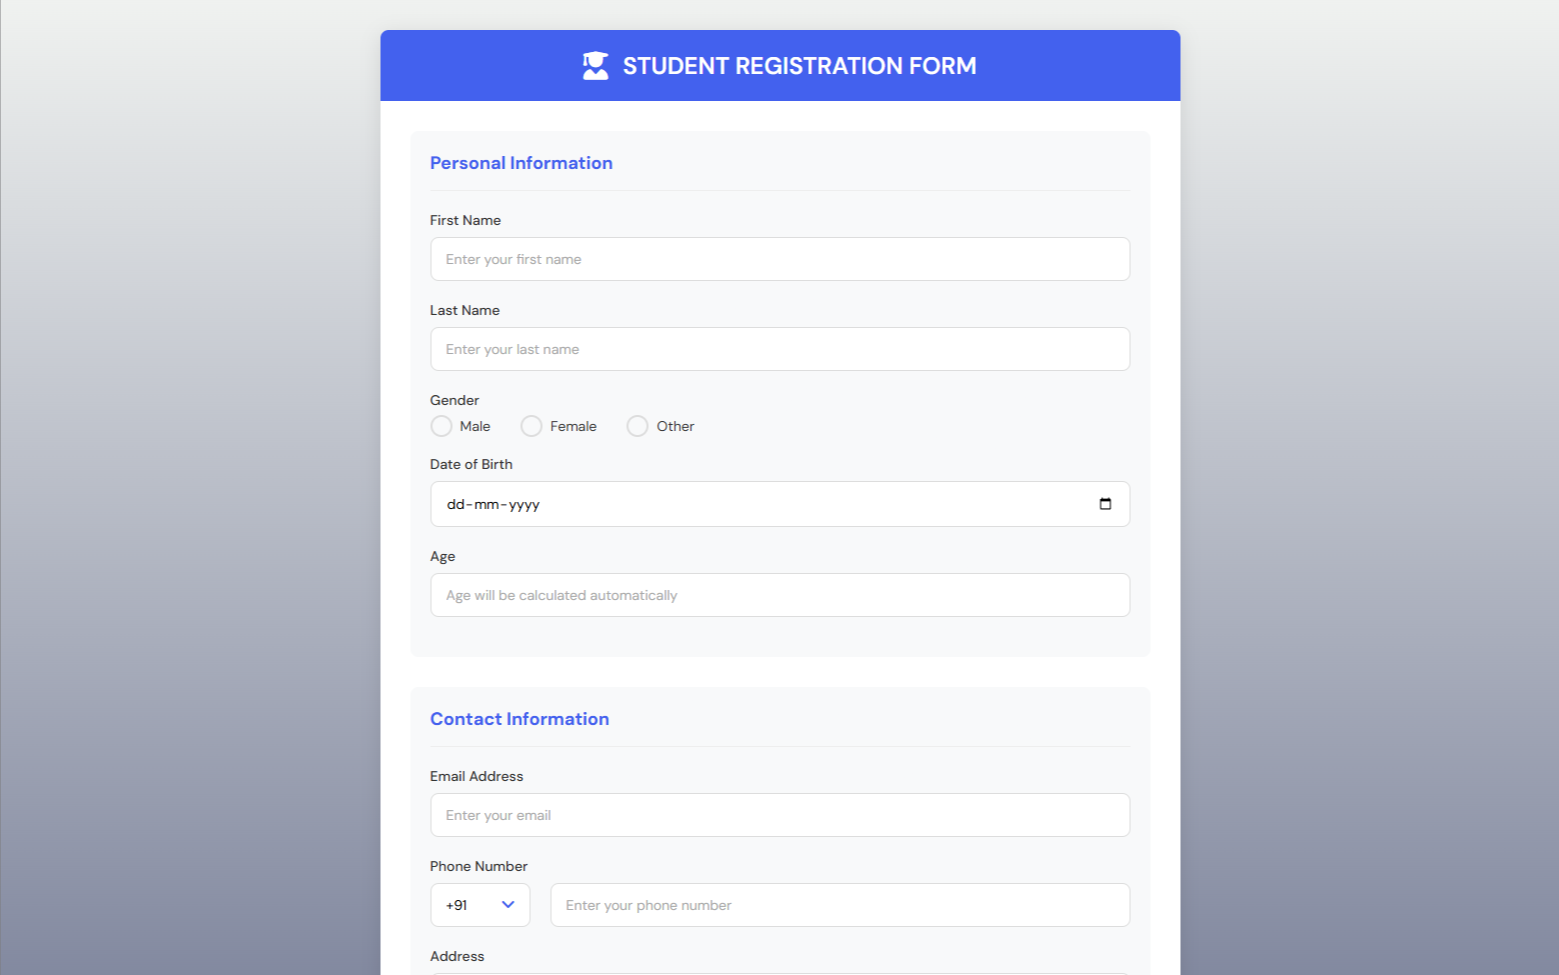 STUDENT REGISTRATION FORM
Personal Information
First Name
Enter your first name
Last Name
Enter your last name
Gender
Male Female Other
Date of Birth
dd-mm-yyyy
Age
Age will be calculated automatically
Contact Information
Email Address
Enter your email
Phone Number
+91 Enter your phone number
Address